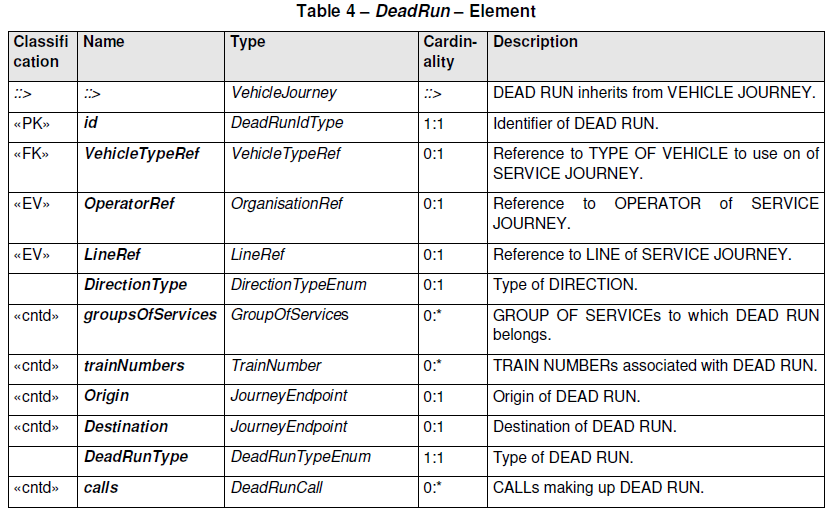 Table 4 – DeadRun – Element
Classifi Name Type Cardin- Description
cation ality
::> ::> VehicleJourney ::> DEAD RUN inherits from VEHICLE JOURNEY.
«PK» id DeadRunIdType 1:1 Identifier of DEAD RUN.
«FK» VehicleTypeRef VehicleTypeRef 0:1 Reference to TYPE OF VEHICLE to use on of
SERVICE JOURNEY.
«EV» OperatorRef OrganisationRef 0:1 Reference to OPERATOR of SERVICE
JOURNEY.
«EV» LineRef LineRef 0:1 Reference to LINE of SERVICE JOURNEY.
DirectionType DirectionTypeEnum 0:1 Type of DIRECTION.
«cntd» groupsOfServices GroupOfServices 0:* GROUP OF SERVICEs to which DEAD RUN
belongs.
«cntd» trainNumbers TrainNumber 0:* TRAIN NUMBERs associated with DEAD RUN.
«cntd» Origin JourneyEndpoint 0:1 Origin of DEAD RUN.
«cntd» Destination JourneyEndpoint 0:1 Destination of DEAD RUN.
DeadRunType DeadRunTypeEnum 1:1 Type of DEAD RUN.
«cntd» calls DeadRunCall 0:* CALLs making up DEAD RUN.